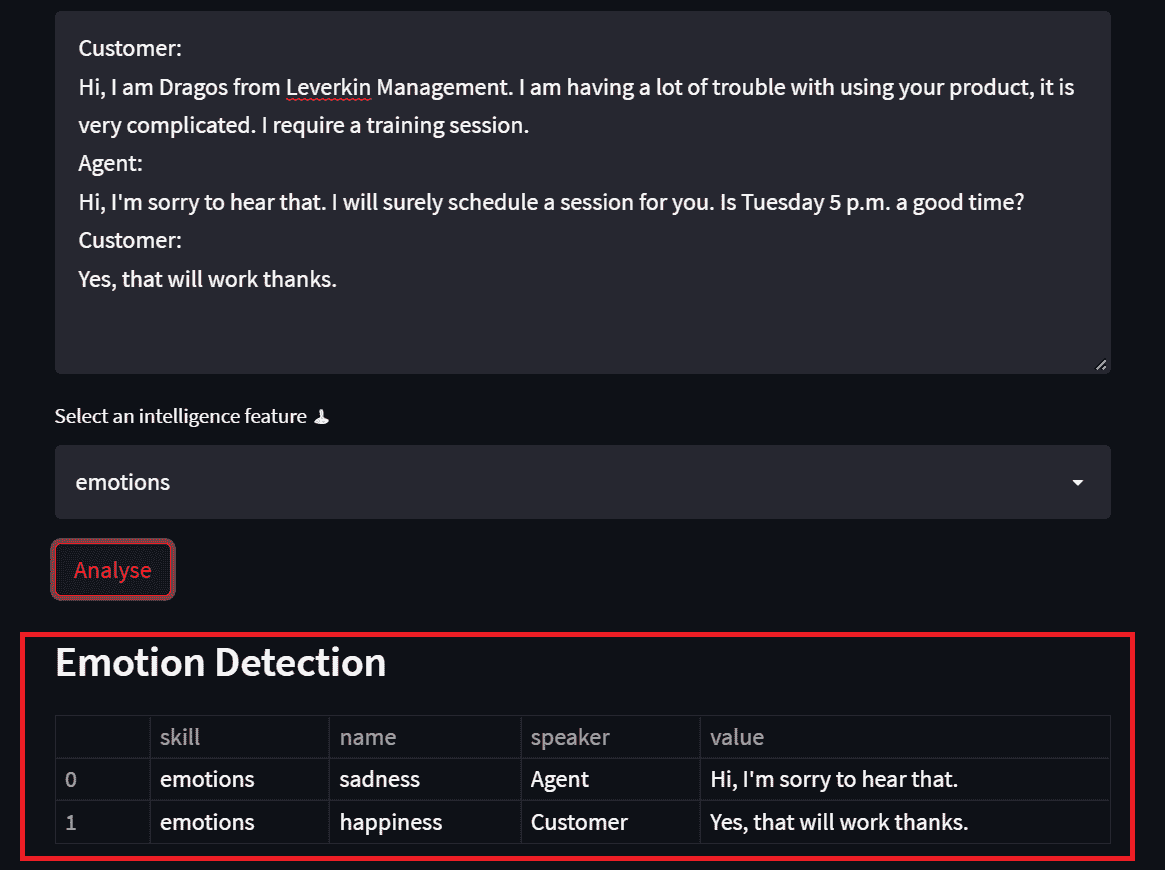 Customer:
Hi, I am Dragos from Leverkin Management. I am having a lot of trouble with using your product, it is
very complicated. I require a training session.
Agent:
Hi, I'm sorry to hear that. I will surely schedule a session for you. Is Tuesday 5 p.m. a good time?
Customer:
Yes, that will work thanks.
Select an intelligence feature
emotions
Analyse
Emotion Detection
skill name speaker value
0 emotions sadness Agent Hi, I'm sorry to hear that.
1 emotions happiness Customer Yes, that will work thanks.